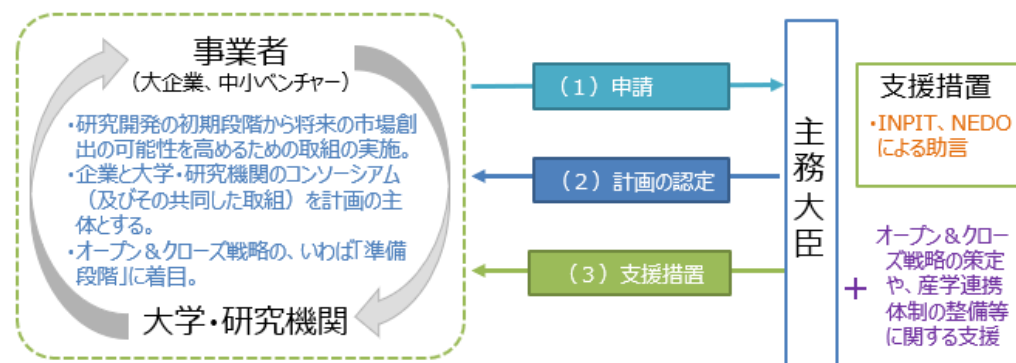 事業者
（大企業、中小ベンチャー）
・研究開発の初期段階から将来の市場創
出の可能性を高めるための取組の実施。
・企業と大学・研究機関のコンソーシアム
（及びその共同した取組）を計画の主
体とする。
・オープン＆クローズ戦略の、いわば「準備
段階」に着目。
大学・研究機関
（１）申請
（２）計画の認定
（３）支援措置
主務大臣
支援措置
・INPIT、NEDO
による助言
＋
オープン＆クロー
ズ戦略の策定
や、産学連携
体制の整備等
に関する支援